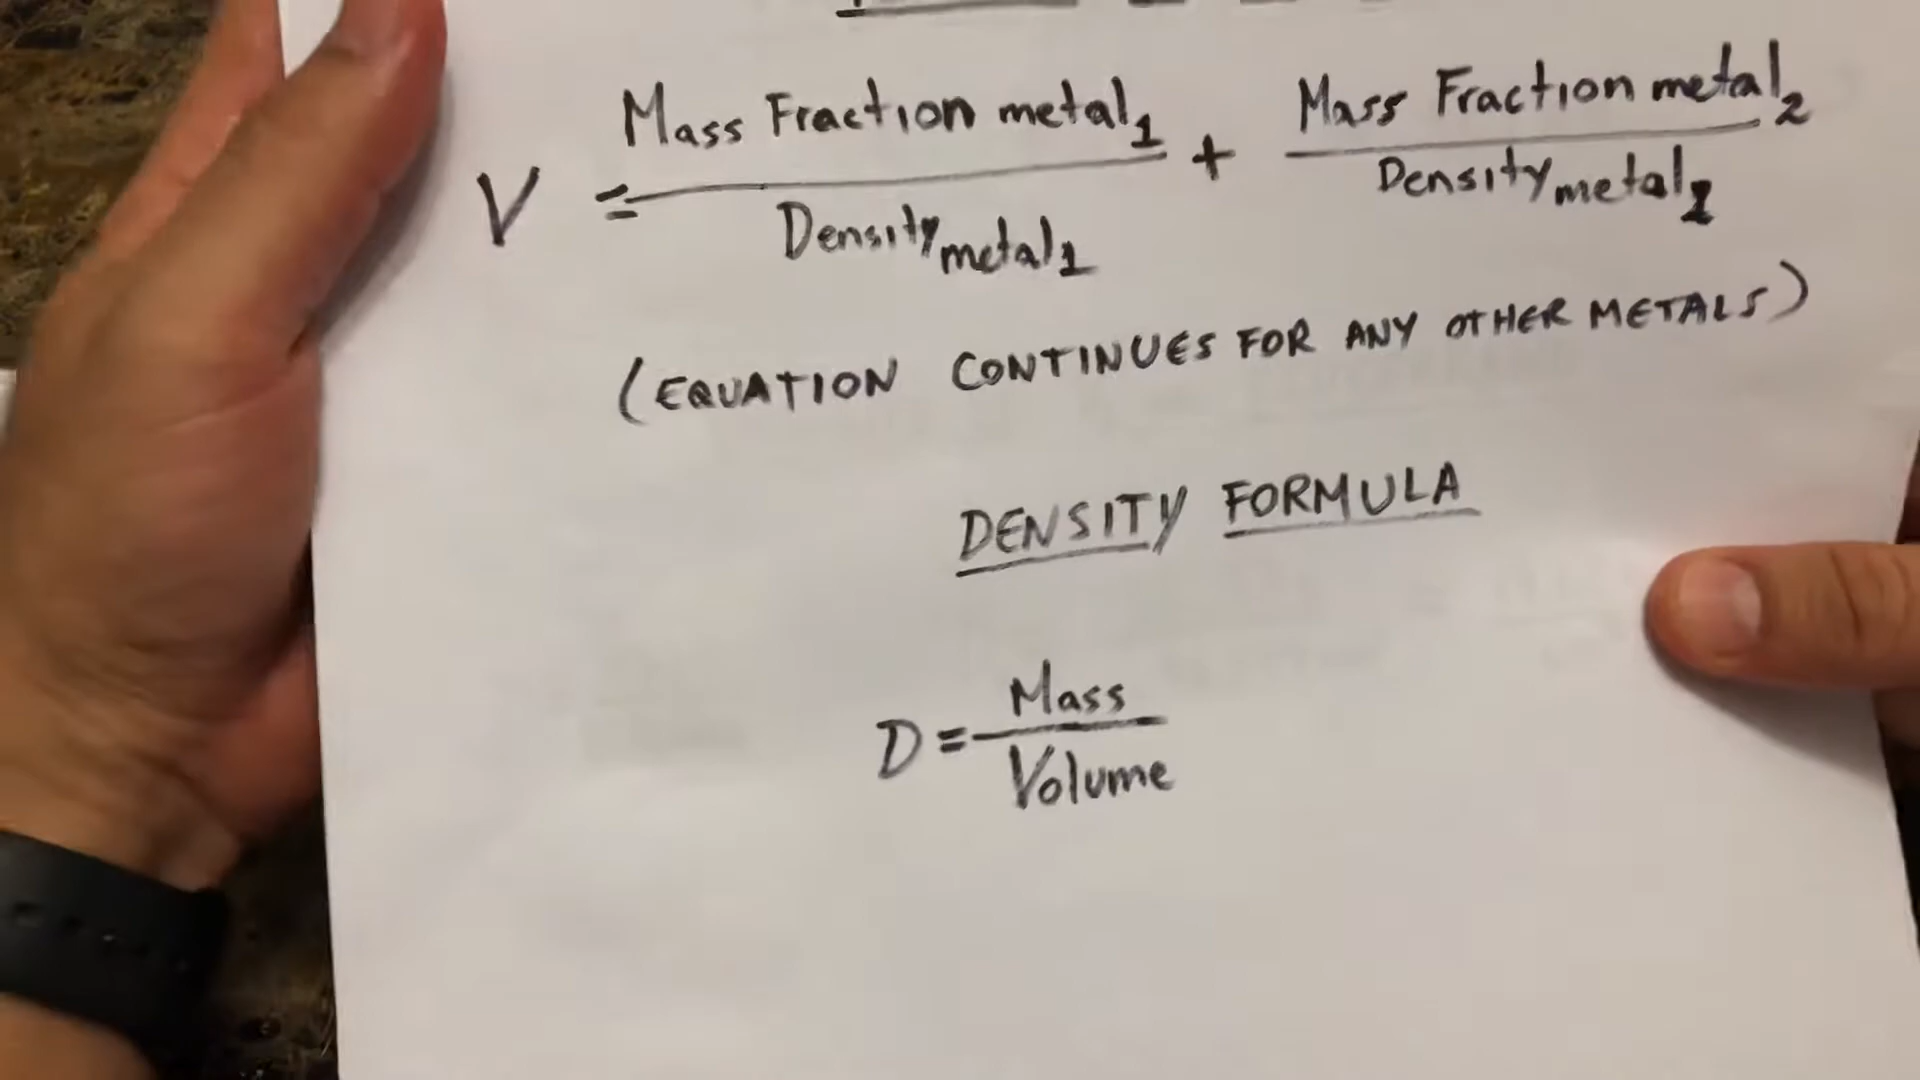 V = Mass Fraction metal1 / Density metal1 + Mass Fraction metal2 / Density metal2
(EQUATION CONTINUES FOR ANY OTHER METALS)
DENSITY FORMULA
D = Mass / Volume